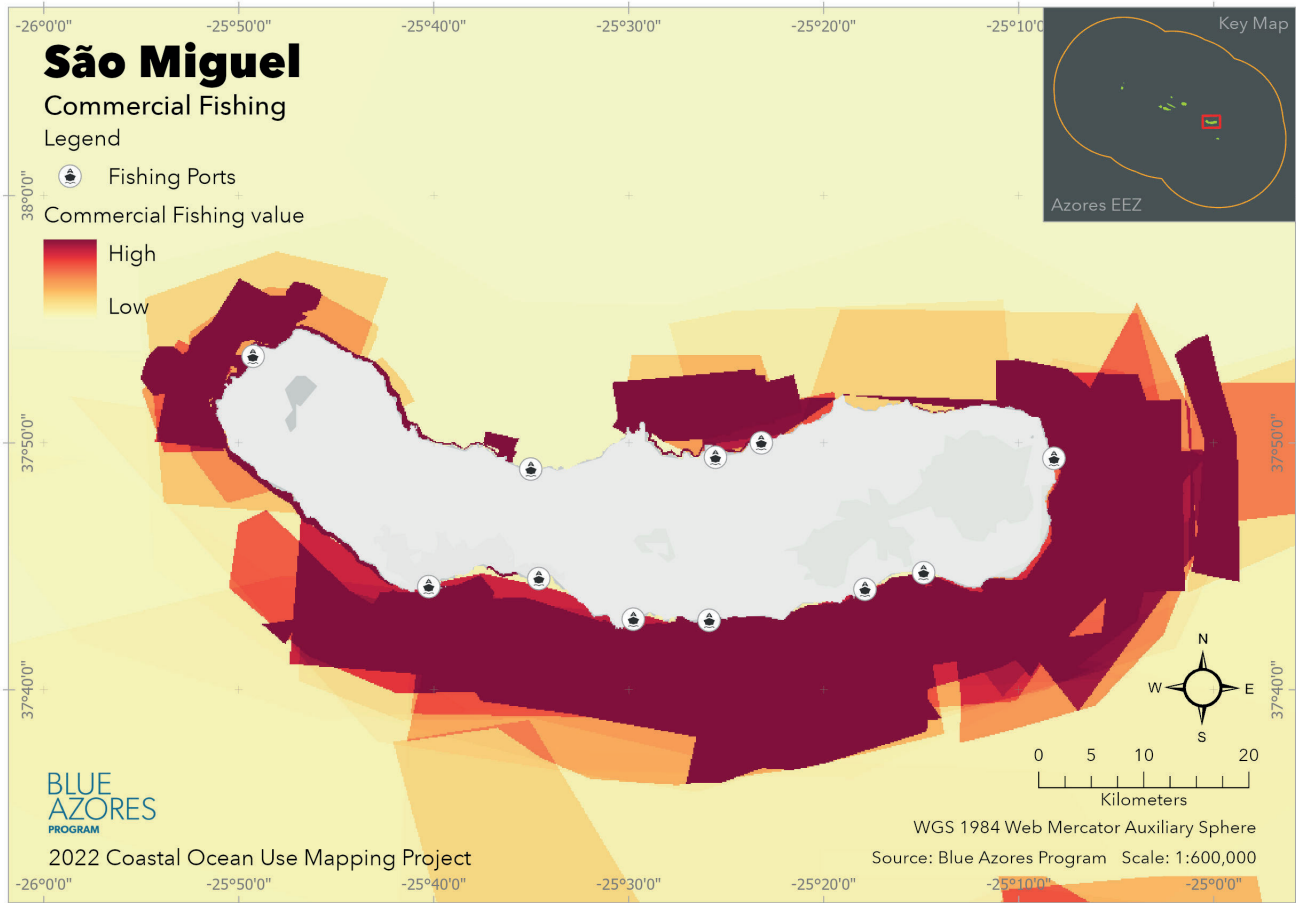 -26°0'0"
-25°50'0"
-25°40'0"
-25°30'0"
-25°20'0"
-25°10'0
Key Map
São Miguel
Commercial Fishing
Legend
Fishing Ports
Commercial Fishing value
High
Low
Azores EEZ
38°0'0"
37°50'0"
37°50'0"
37°40'0"
37°40'0"
N
W
E
S
0 5 10 20
Kilometers
BLUE
AZORES
PROGRAM
WGS 1984 Web Mercator Auxiliary Sphere
2022 Coastal Ocean Use Mapping Project
Source: Blue Azores Program Scale: 1:600,000
-26°0'0"
-25°50'0"
-25°40'0"
-25°30'0"
-25°20'0"
-25°10'0"
-25°0'0"